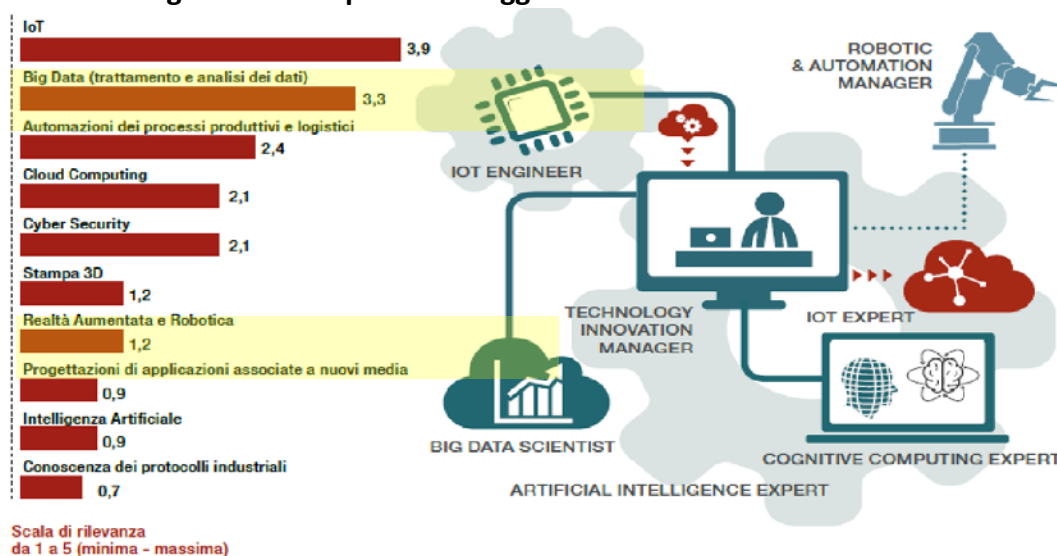 IoT
3,9
Big Data (trattamento e analisi dei dati)
3,3
Automazioni dei processi produttivi e logistici
2,4
Cloud Computing
2,1
Cyber Security
2,1
Stampa 3D
1,2
Realtà Aumentata e Robotica
1,2
Progettazioni di applicazioni associate a nuovi media
0,9
Intelligenza Artificiale
0,9
Conoscenza dei protocolli industriali
0,7
Scala di rilevanza
da 1 a 5 (minima - massima)
ROBOTIC
& AUTOMATION
MANAGER
IOT ENGINEER
TECHNOLOGY
INNOVATION
MANAGER
IOT EXPERT
BIG DATA SCIENTIST
COGNITIVE COMPUTING EXPERT
ARTIFICIAL INTELLIGENCE EXPERT